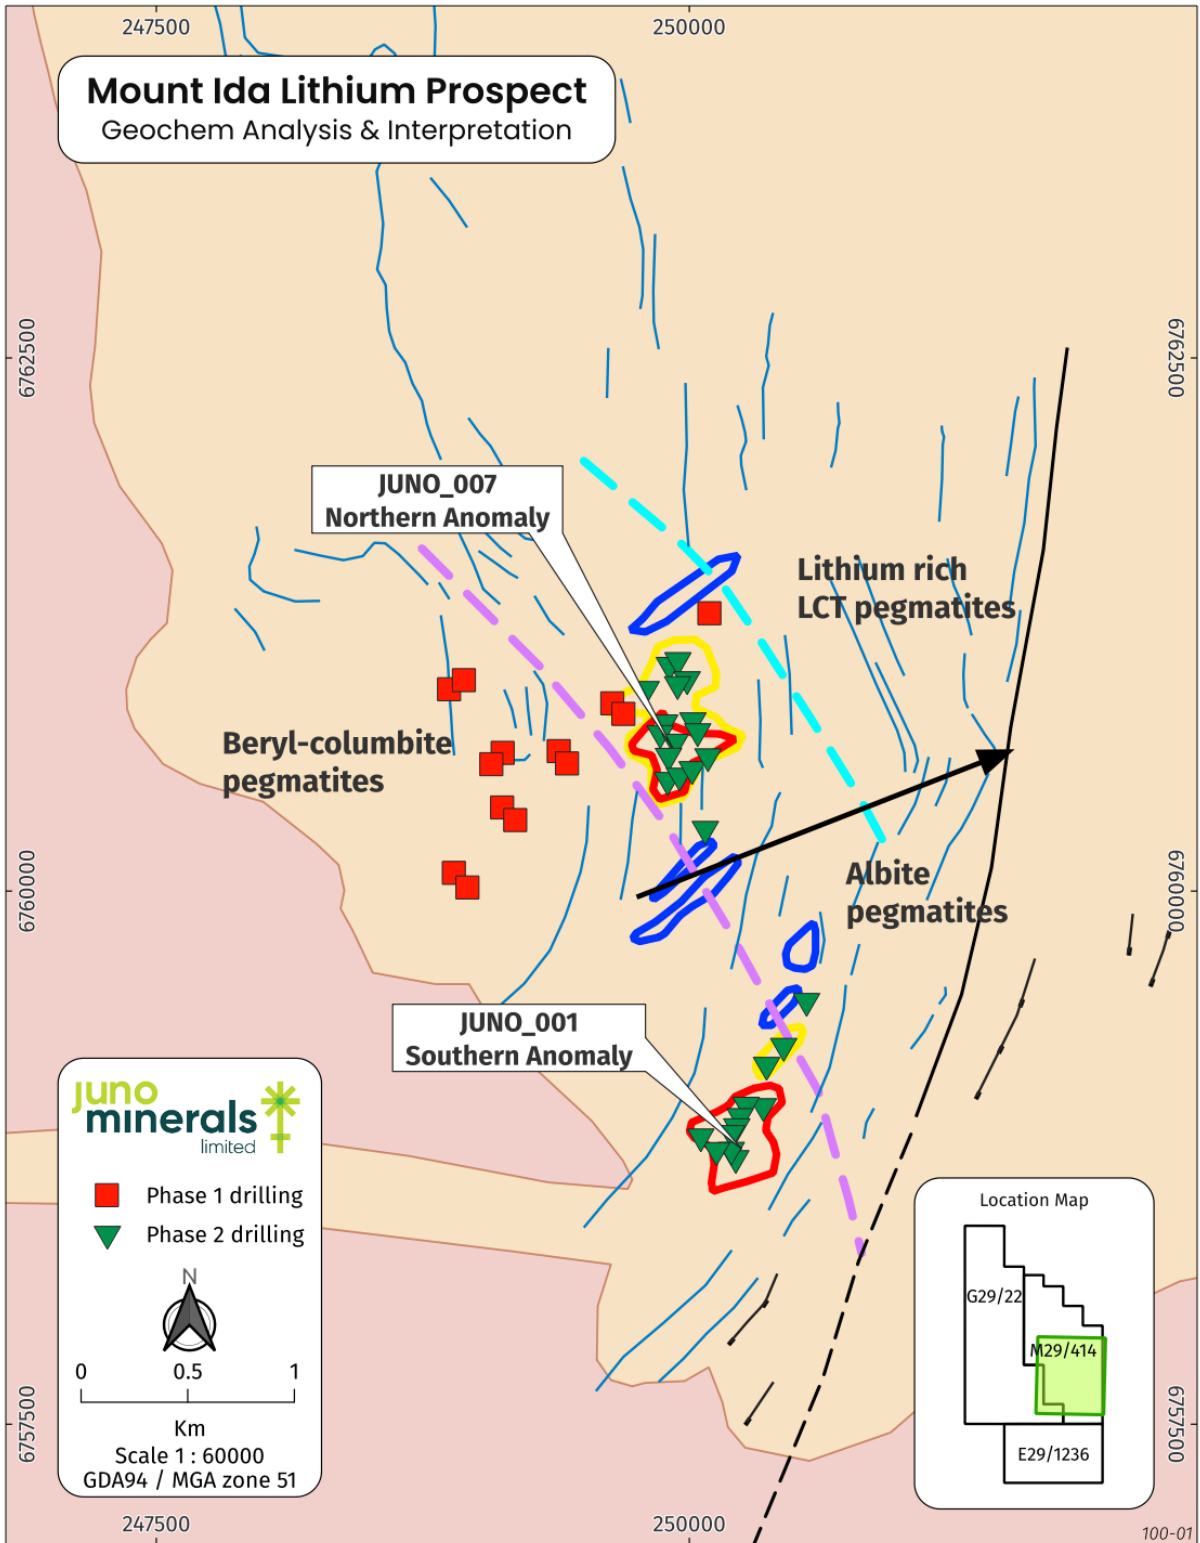 247500
250000
Mount Ida Lithium Prospect
Geochem Analysis & Interpretation
6762500
6762500
JUNO_007
Northern Anomaly
Lithium rich
LCT pegmatites
Beryl-columbite
pegmatites
6760000
6760000
Albite
pegmatites
JUNO_001
Southern Anomaly
juno
minerals
limited
Phase 1 drilling
Phase 2 drilling
N
0 0.5 1
Km
Scale 1 : 60000
GDA94 / MGA zone 51
Location Map
G29/22
M29/414
E29/1236
6757500
6757500
247500
250000
100-01